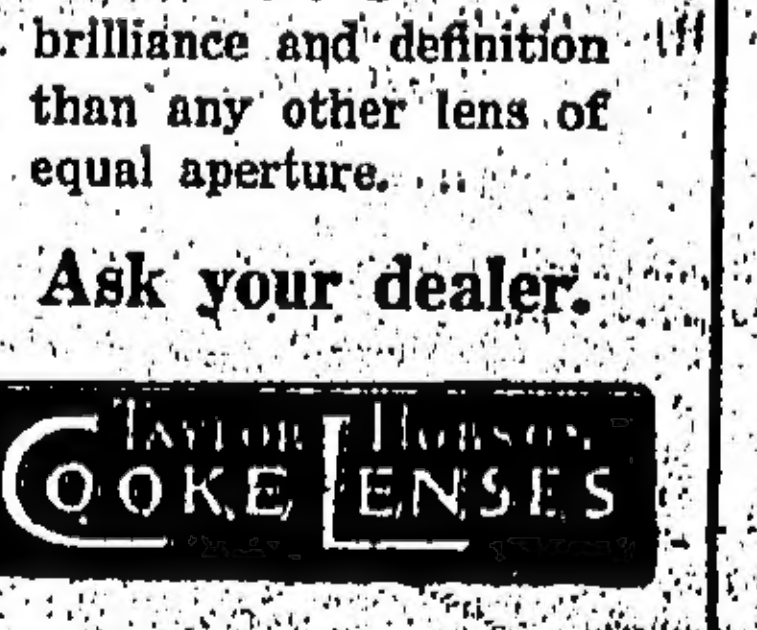 brilliance and definition
than any other lens of
equal aperture.
Ask your dealer.
TAYLOR HOBSON
COOKE LENSES